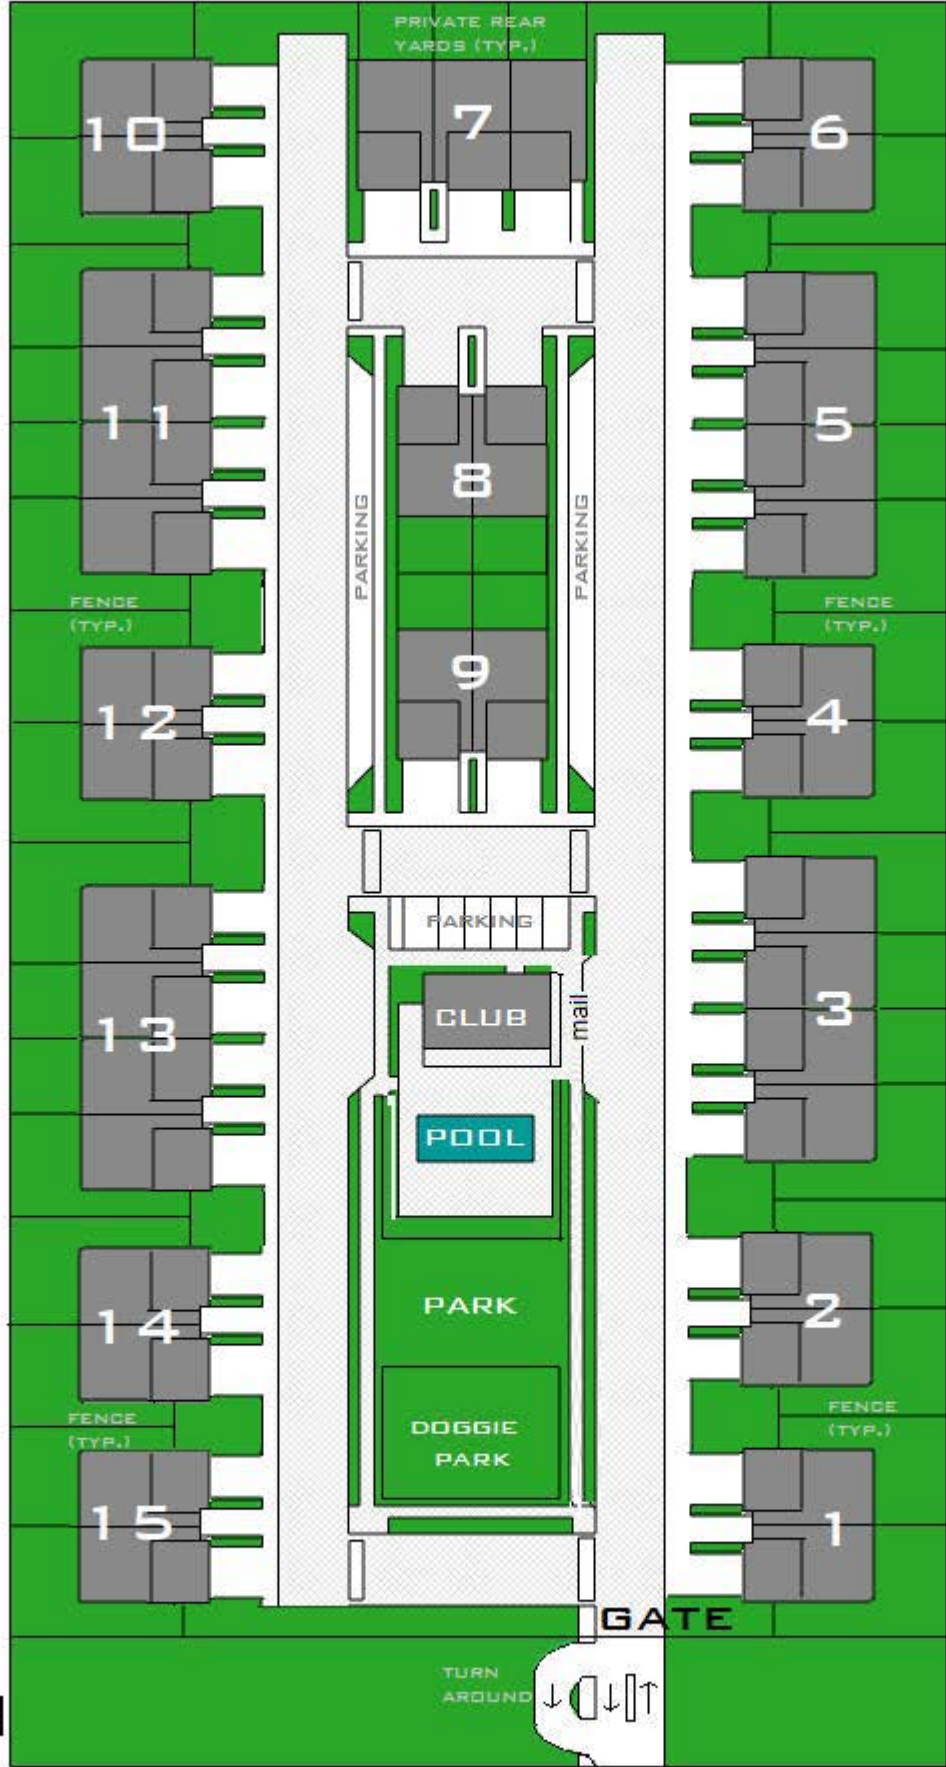 PRIVATE REAR
YARDS (TYP.)
10
7
6
11
5
8
PARKING
PARKING
FENCE
(TYP.)
FENCE
(TYP.)
9
12
4
PARKING
CLUB
mail
13
3
POOL
PARK
14
2
FENCE
(TYP.)
FENCE
(TYP.)
DOGGIE
PARK
15
1
GATE
TURN
AROUND